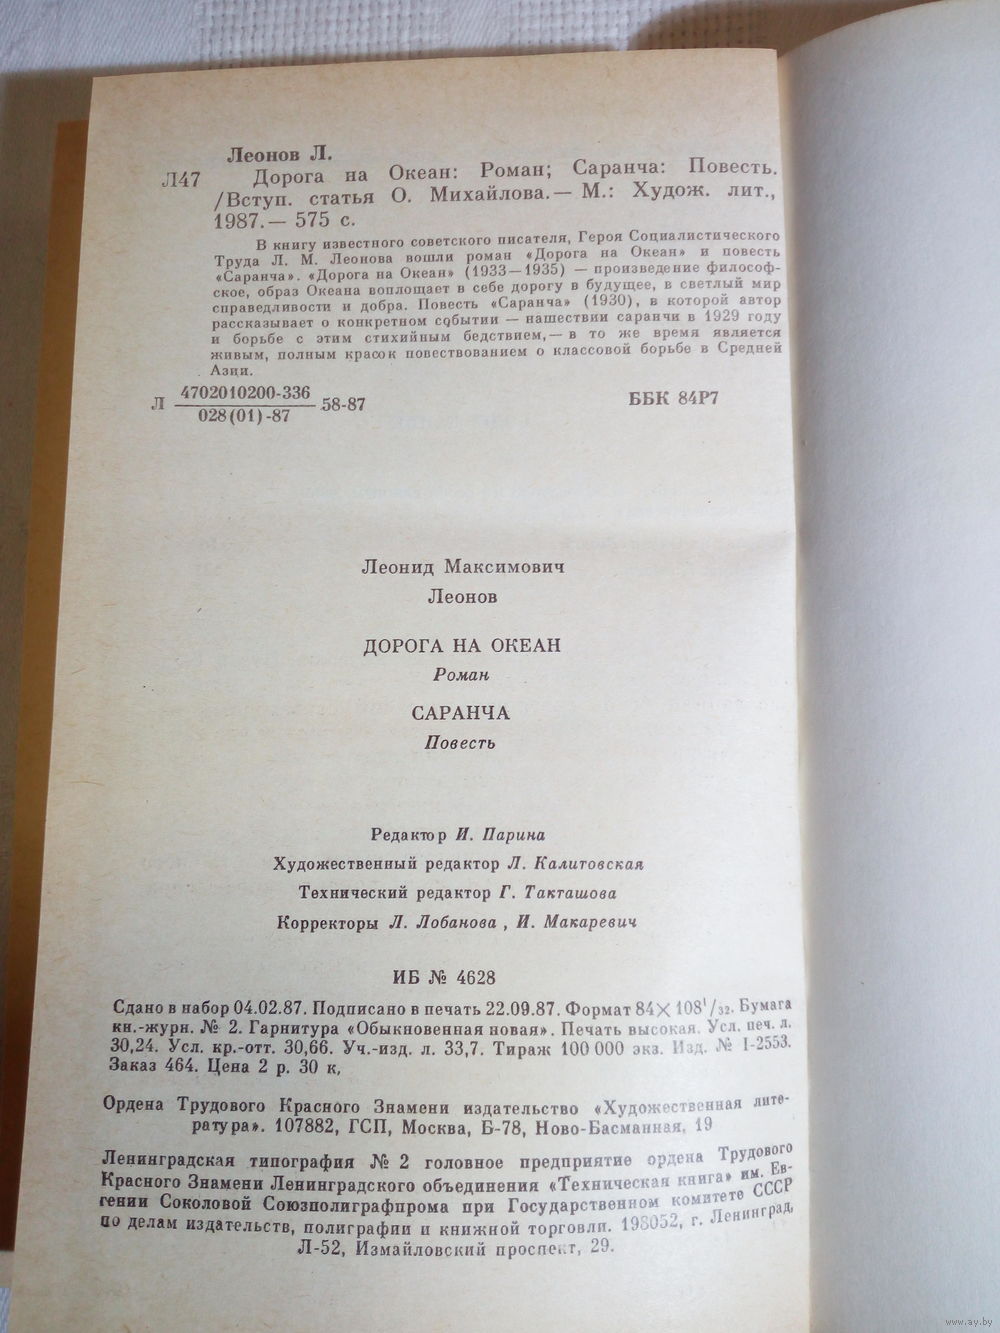 Леонов Л.
Л47 Дорога на Океан: Роман; Саранча: Повесть.
/Вступ. статья О. Михайлова.— М.: Худож. лит.,
1987.— 575 с.
В книгу известного советского писателя, Героя Социалистического
Труда Л. М. Леонова вошли роман «Дорога на Океан» и повесть
«Саранча». «Дорога на Океан» (1933—1935) — произведение философ-
ское, образ Океана воплощает в себе дорогу в будущее, в светлый мир
справедливости и добра. Повесть «Саранча» (1930), в которой автор
рассказывает о конкретном событии — нашествии саранчи в 1929 году
и борьбе с этим стихийным бедствием,— в то же время является
живым, полным красок повествованием о классовой борьбе в Средней
Азии.
Л 4702010200-336
028(01)-87 58-87 ББК 84Р7
Леонид Максимович
Леонов
ДОРОГА НА ОКЕАН
Роман
САРАНЧА
Повесть
Редактор И. Парина
Художественный редактор Л. Калитовская
Технический редактор Г. Такташова
Корректоры Л. Лобанова, И. Макаревич
ИБ № 4628
Сдано в набор 04.02.87. Подписано в печать 22.09.87. Формат 84×108¹/₃₂. Бумага
кн.-журн. № 2. Гарнитура «Обыкновенная новая». Печать высокая. Усл. печ. л.
30,24. Усл. кр.-отт. 30,66. Уч.-изд. л. 33,7. Тираж 100 000 экз. Изд. № I-2553.
Заказ 464. Цена 2 р. 30 к,
Ордена Трудового Красного Знамени издательство «Художественная лите-
ратура». 107882, ГСП, Москва, Б-78, Ново-Басманная, 19
Ленинградская типография № 2 головное предприятие ордена Трудового
Красного Знамени Ленинградского объединения «Техническая книга» им. Ев-
гении Соколовой Союзполиграфпрома при Государственном комитете СССР
по делам издательств, полиграфии и книжной торговли. 198052, г. Ленинград,
Л-52, Измайловский проспект, 29.
www.ay.by